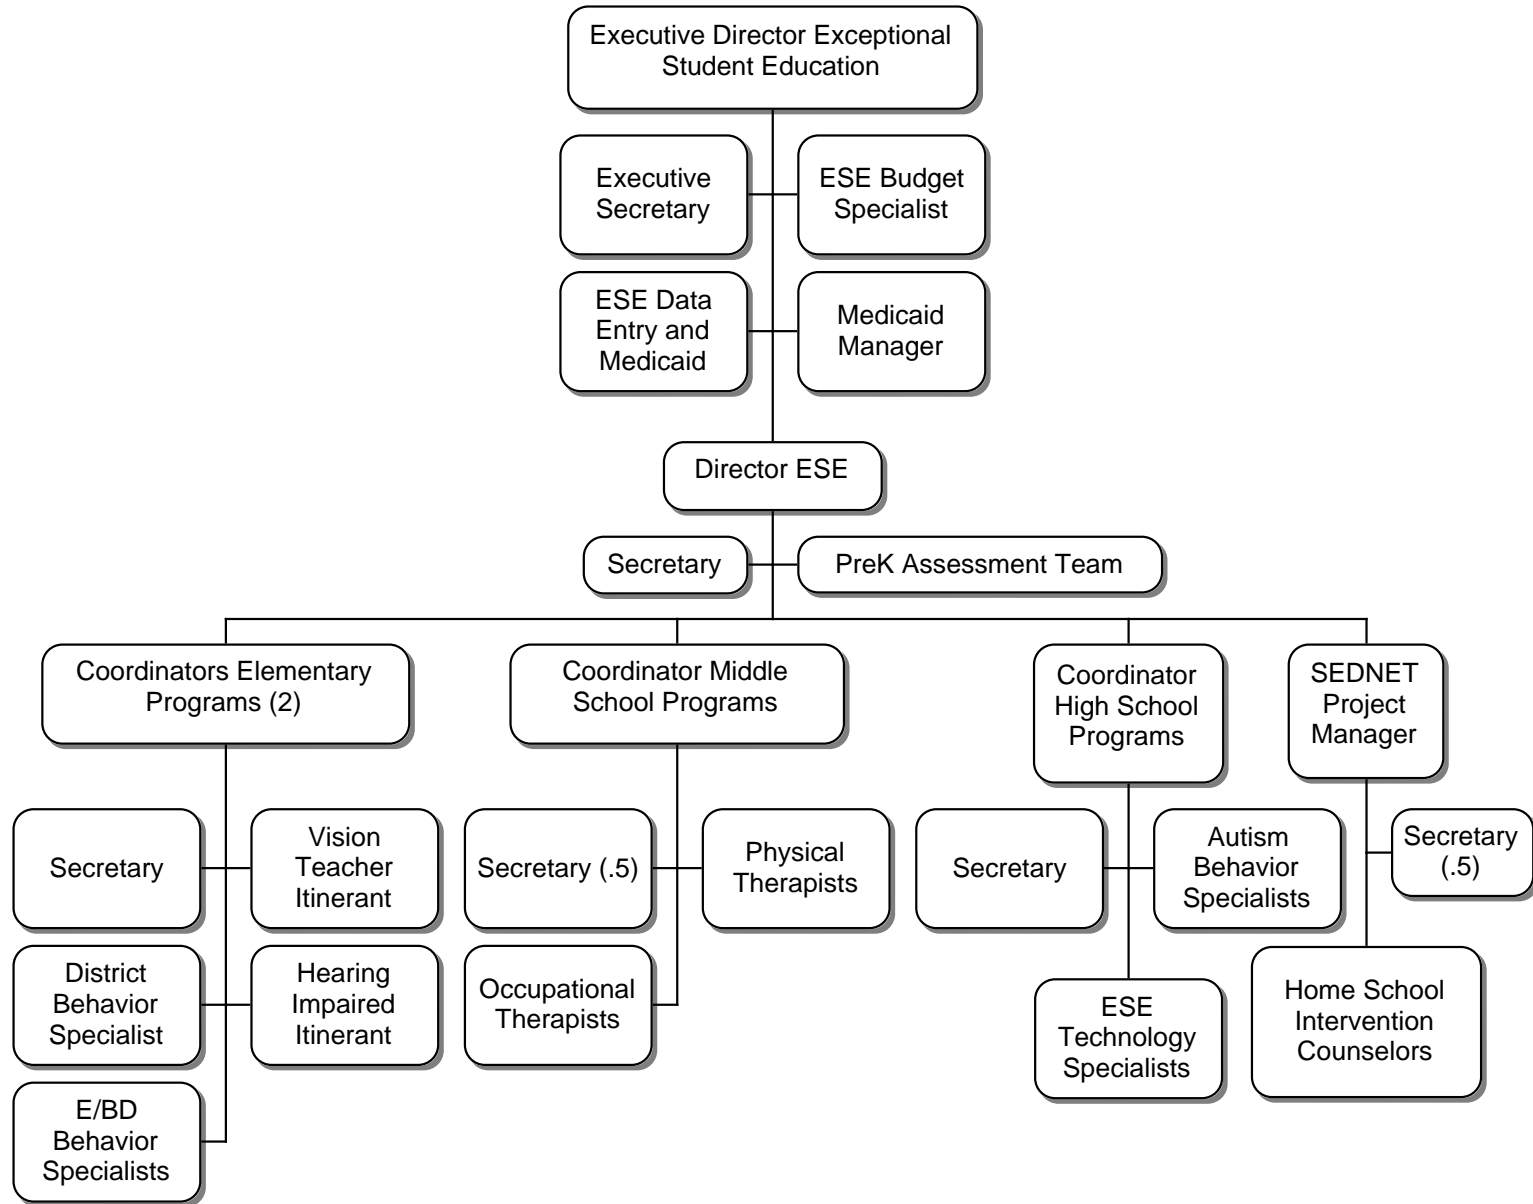 Executive Director Exceptional
Student Education
Executive
Secretary
ESE Budget
Specialist
ESE Data
Entry and
Medicaid
Medicaid
Manager
Director ESE
Secretary
PreK Assessment Team
Coordinators Elementary
Programs (2)
Coordinator Middle
School Programs
Coordinator
High School
Programs
SEDNET
Project
Manager
Secretary
Vision
Teacher
Itinerant
Secretary (.5)
Physical
Therapists
Secretary
Autism
Behavior
Specialists
Secretary
(.5)
District
Behavior
Specialist
Hearing
Impaired
Itinerant
Occupational
Therapists
ESE
Technology
Specialists
Home School
Intervention
Counselors
E/BD
Behavior
Specialists